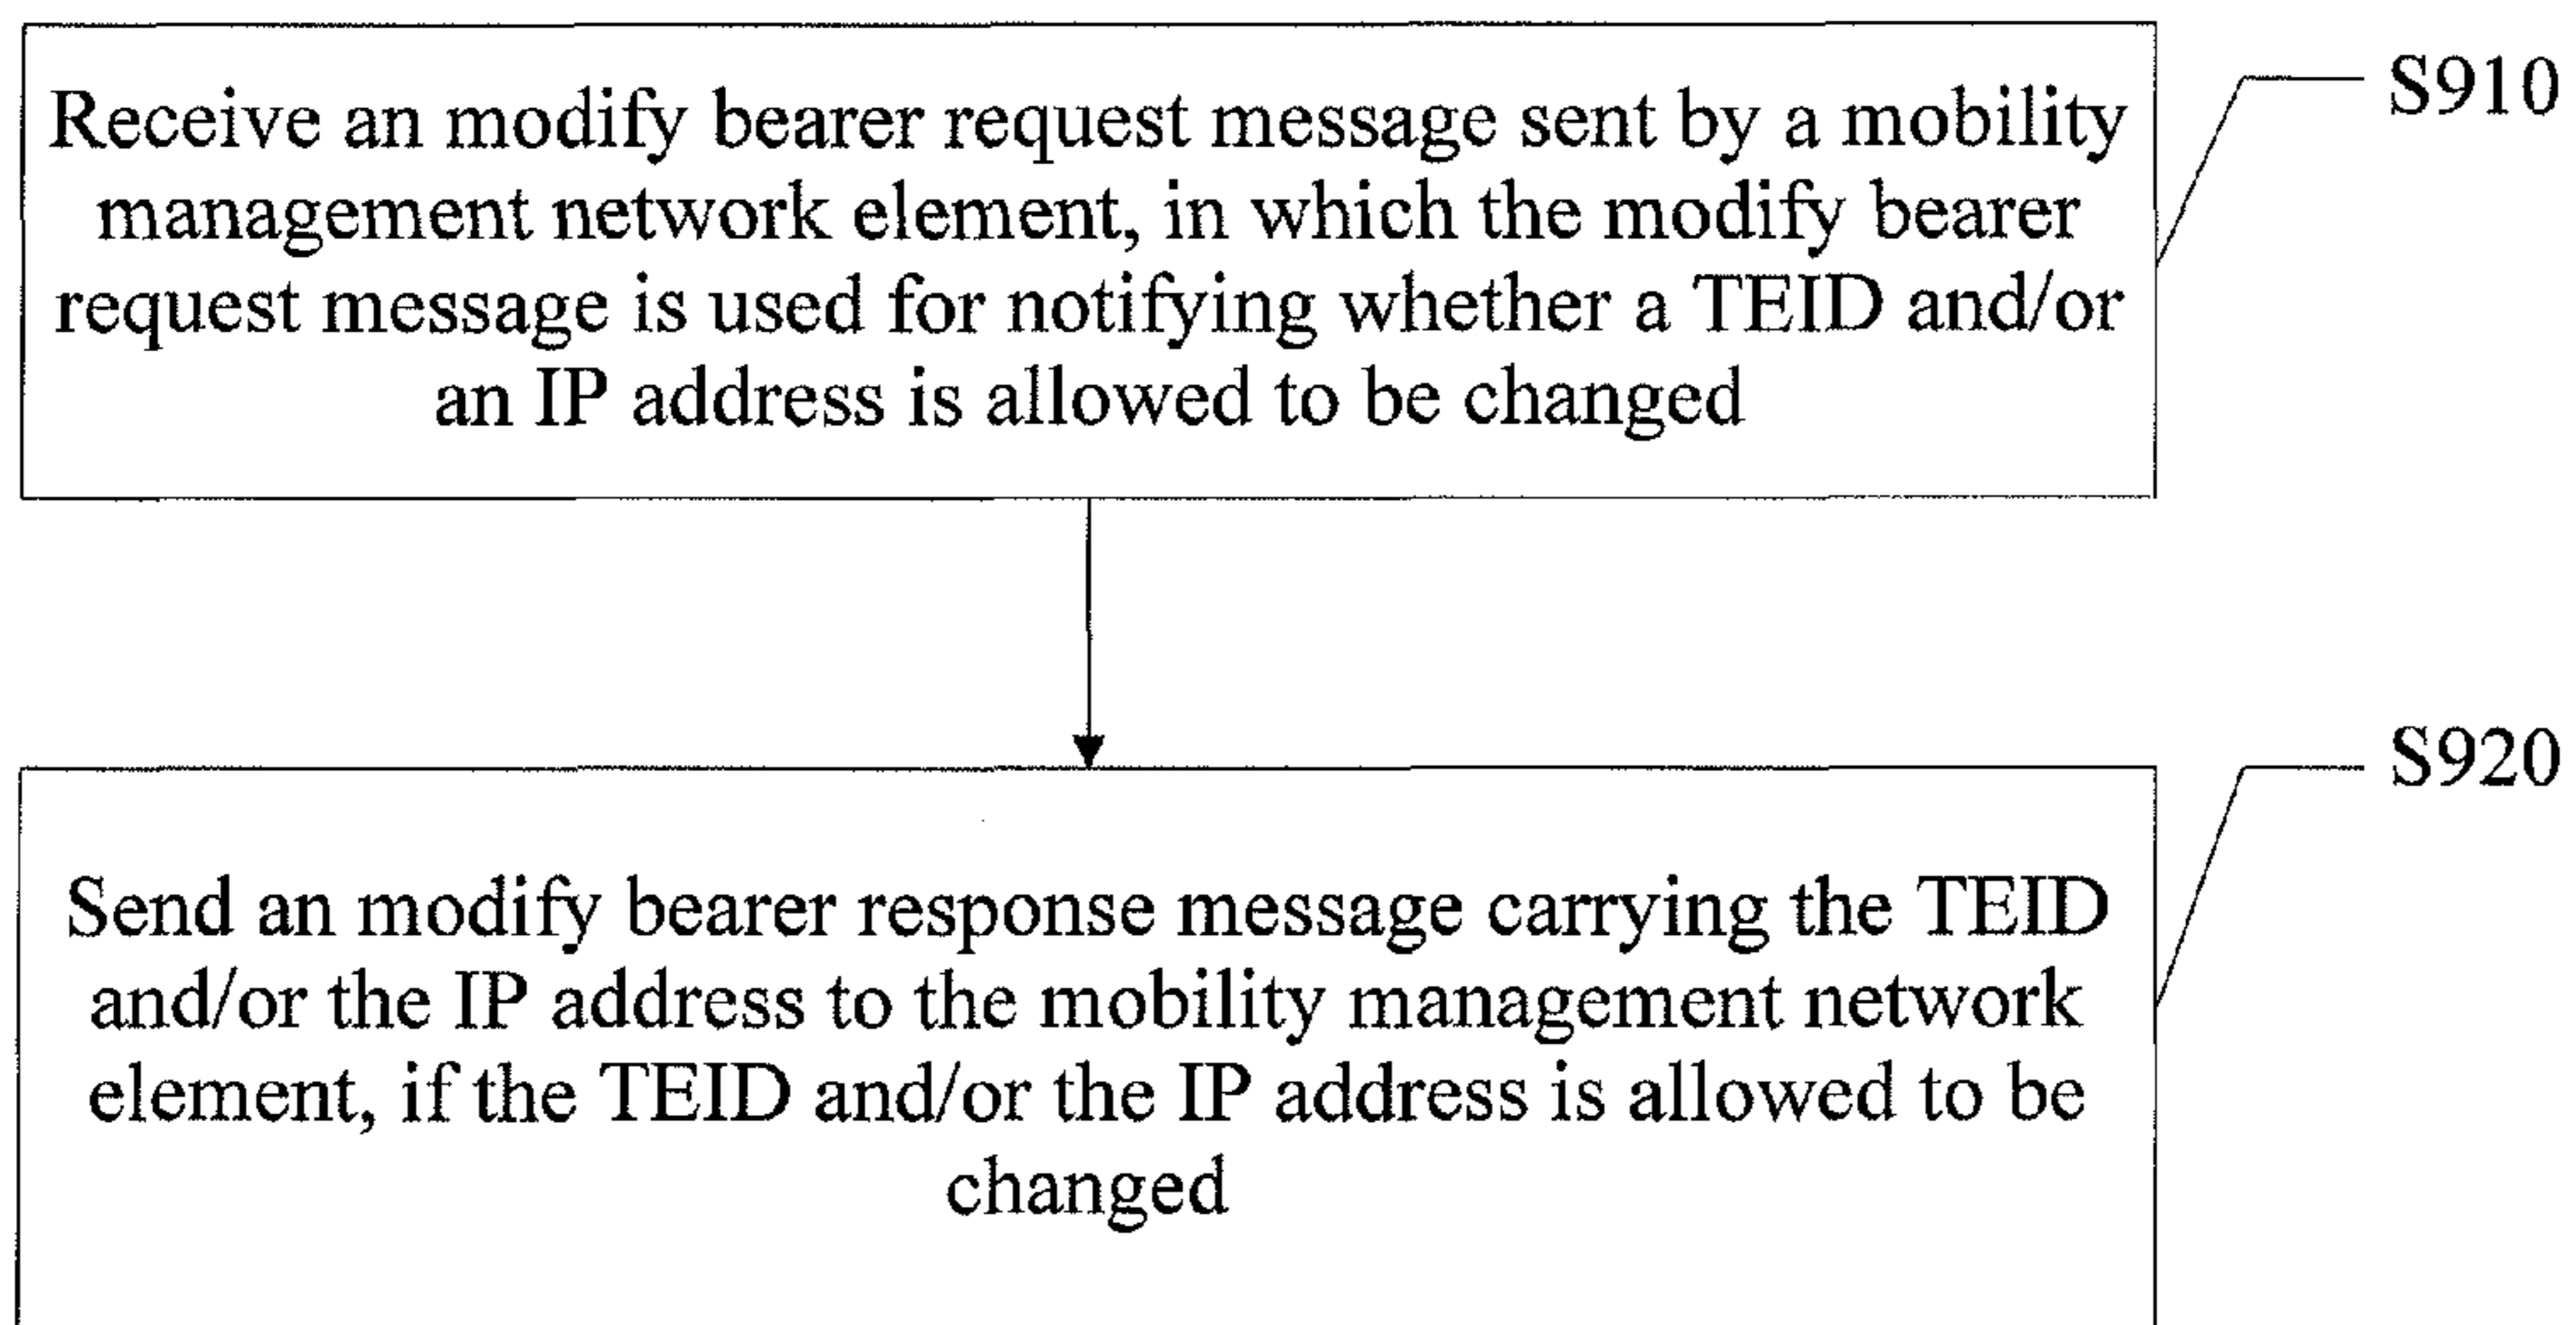 Receive an modify bearer request message sent by a mobility
management network element, in which the modify bearer
request message is used for notifying whether a TEID and/or
an IP address is allowed to be changed
S910
Send an modify bearer response message carrying the TEID
and/or the IP address to the mobility management network
element, if the TEID and/or the IP address is allowed to be
changed
S920